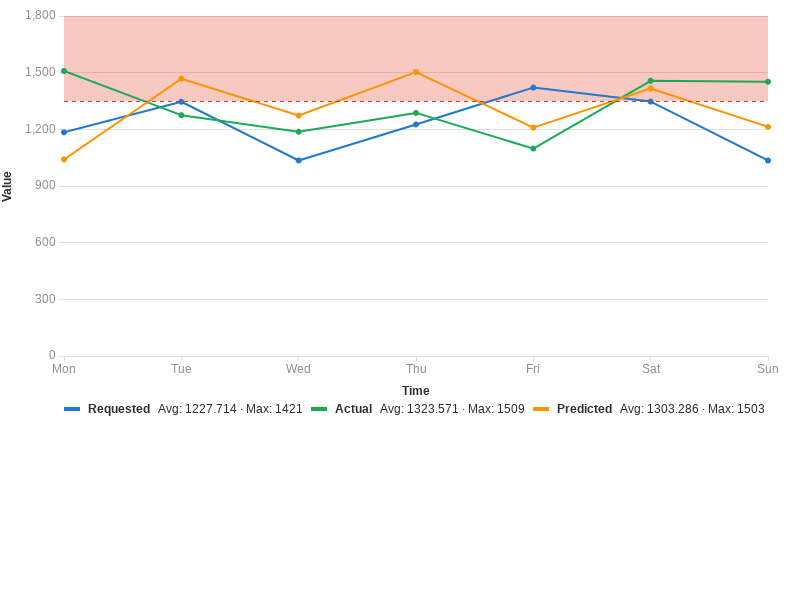 1,800
1,500
1,200
900
600
300
0
Value
Mon Tue Wed Thu Fri Sat Sun
Time
Requested Avg: 1227.714 · Max: 1421 Actual Avg: 1323.571 · Max: 1509 Predicted Avg: 1303.286 · Max: 1503